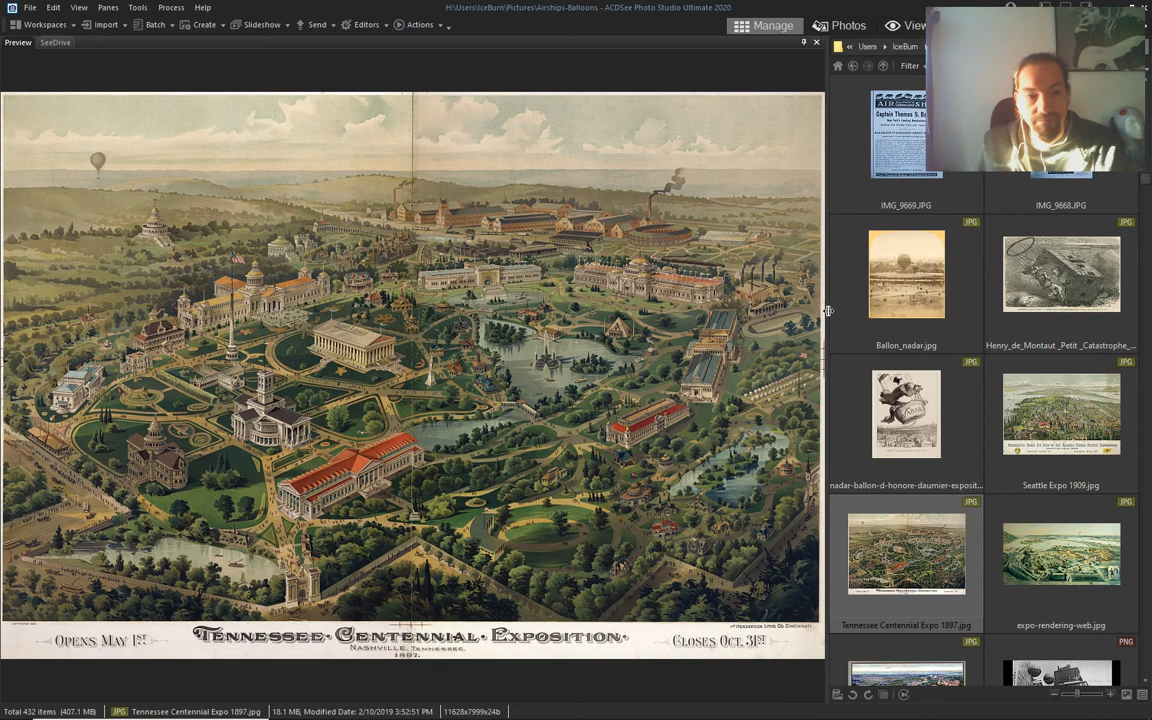 File Edit View Panes Tools Process Help
H:\Users\IceBurn\Pictures\Airships-Balloons - ACDSee Photo Studio Ultimate 2020
Workspaces Import Batch Create Slideshow Send Editors Actions
Manage Photos View
Preview SeeDrive
« Users IceBurn
Filter
AIR SHIP
Captain Thomas S. Ba
IMG_9669.JPG
IMG_9668.JPG
JPG
JPG
Ballon_nadar.jpg
Henry_de_Montaut_Petit_Catastrophe_...
JPG
JPG
nadar-ballon-d-honore-daumier-exposit...
Seattle Expo 1909.jpg
JPG
JPG
Tennessee Centennial Expo 1897.jpg
expo-rendering-web.jpg
JPG
PNG
OPENS MAY 1ST
TENNESSEE·CENTENNIAL·EXPOSITION.
NASHVILLE, TENNESSEE.
1897.
CLOSES OCT. 31ST
Total 432 items (407.1 MB)
JPG Tennessee Centennial Expo 1897.jpg
18.1 MB, Modified Date: 2/10/2019 3:52:51 PM
11628x7999x24b